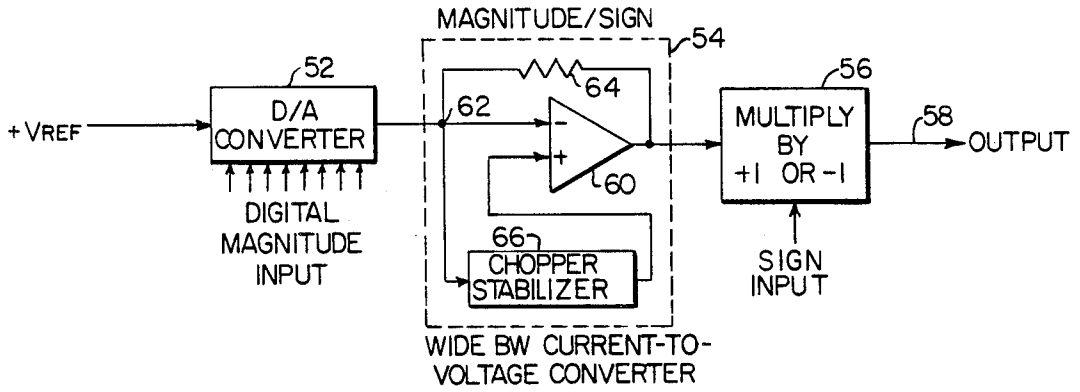 MAGNITUDE/SIGN
54
52
64
56
+VREF
D/A
CONVERTER
62
-
+
60
MULTIPLY
BY
+1 OR -1
58
OUTPUT
DIGITAL
MAGNITUDE
INPUT
66
CHOPPER
STABILIZER
SIGN
INPUT
WIDE BW CURRENT-TO-
VOLTAGE CONVERTER